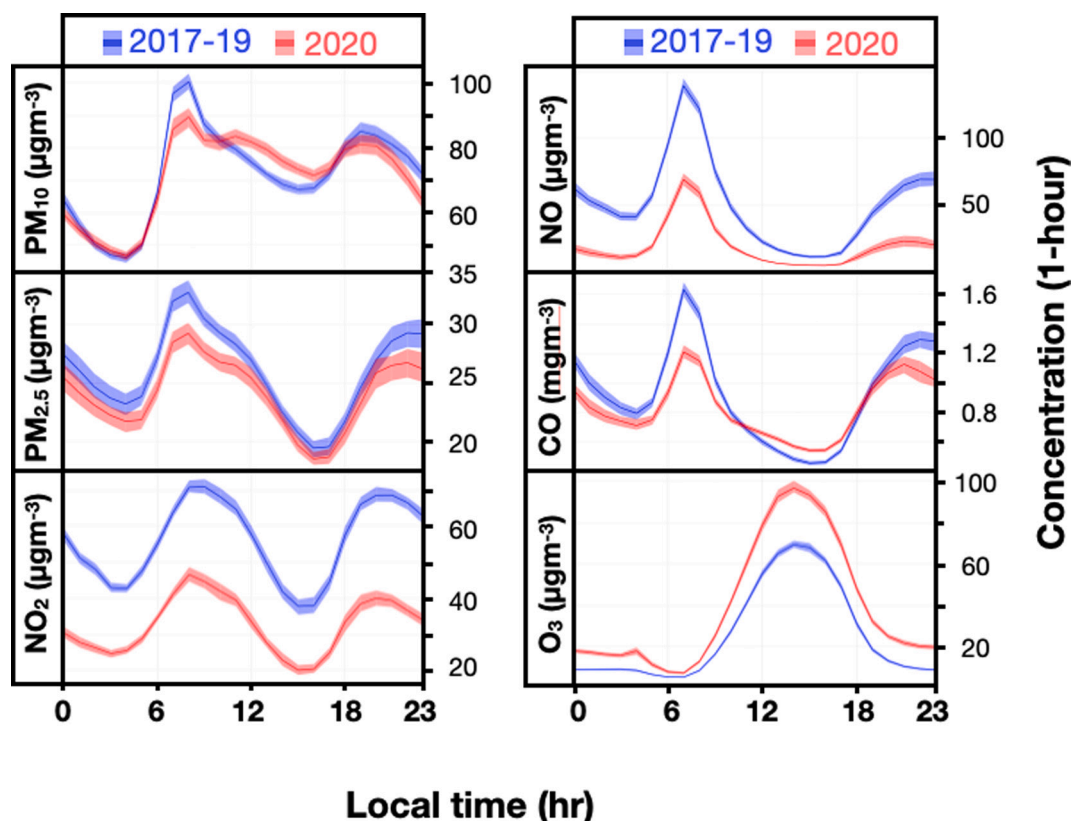 2017-19 2020
PM10 (µgm-3)
100
80
60
PM2.5 (µgm-3)
35
30
25
20
NO2 (µgm-3)
60
40
20
0 6 12 18 23
2017-19 2020
NO (µgm-3)
100
50
CO (mgm-3)
1.6
1.2
0.8
O3 (µgm-3)
100
60
20
0 6 12 18 23
Concentration (1-hour)
Local time (hr)